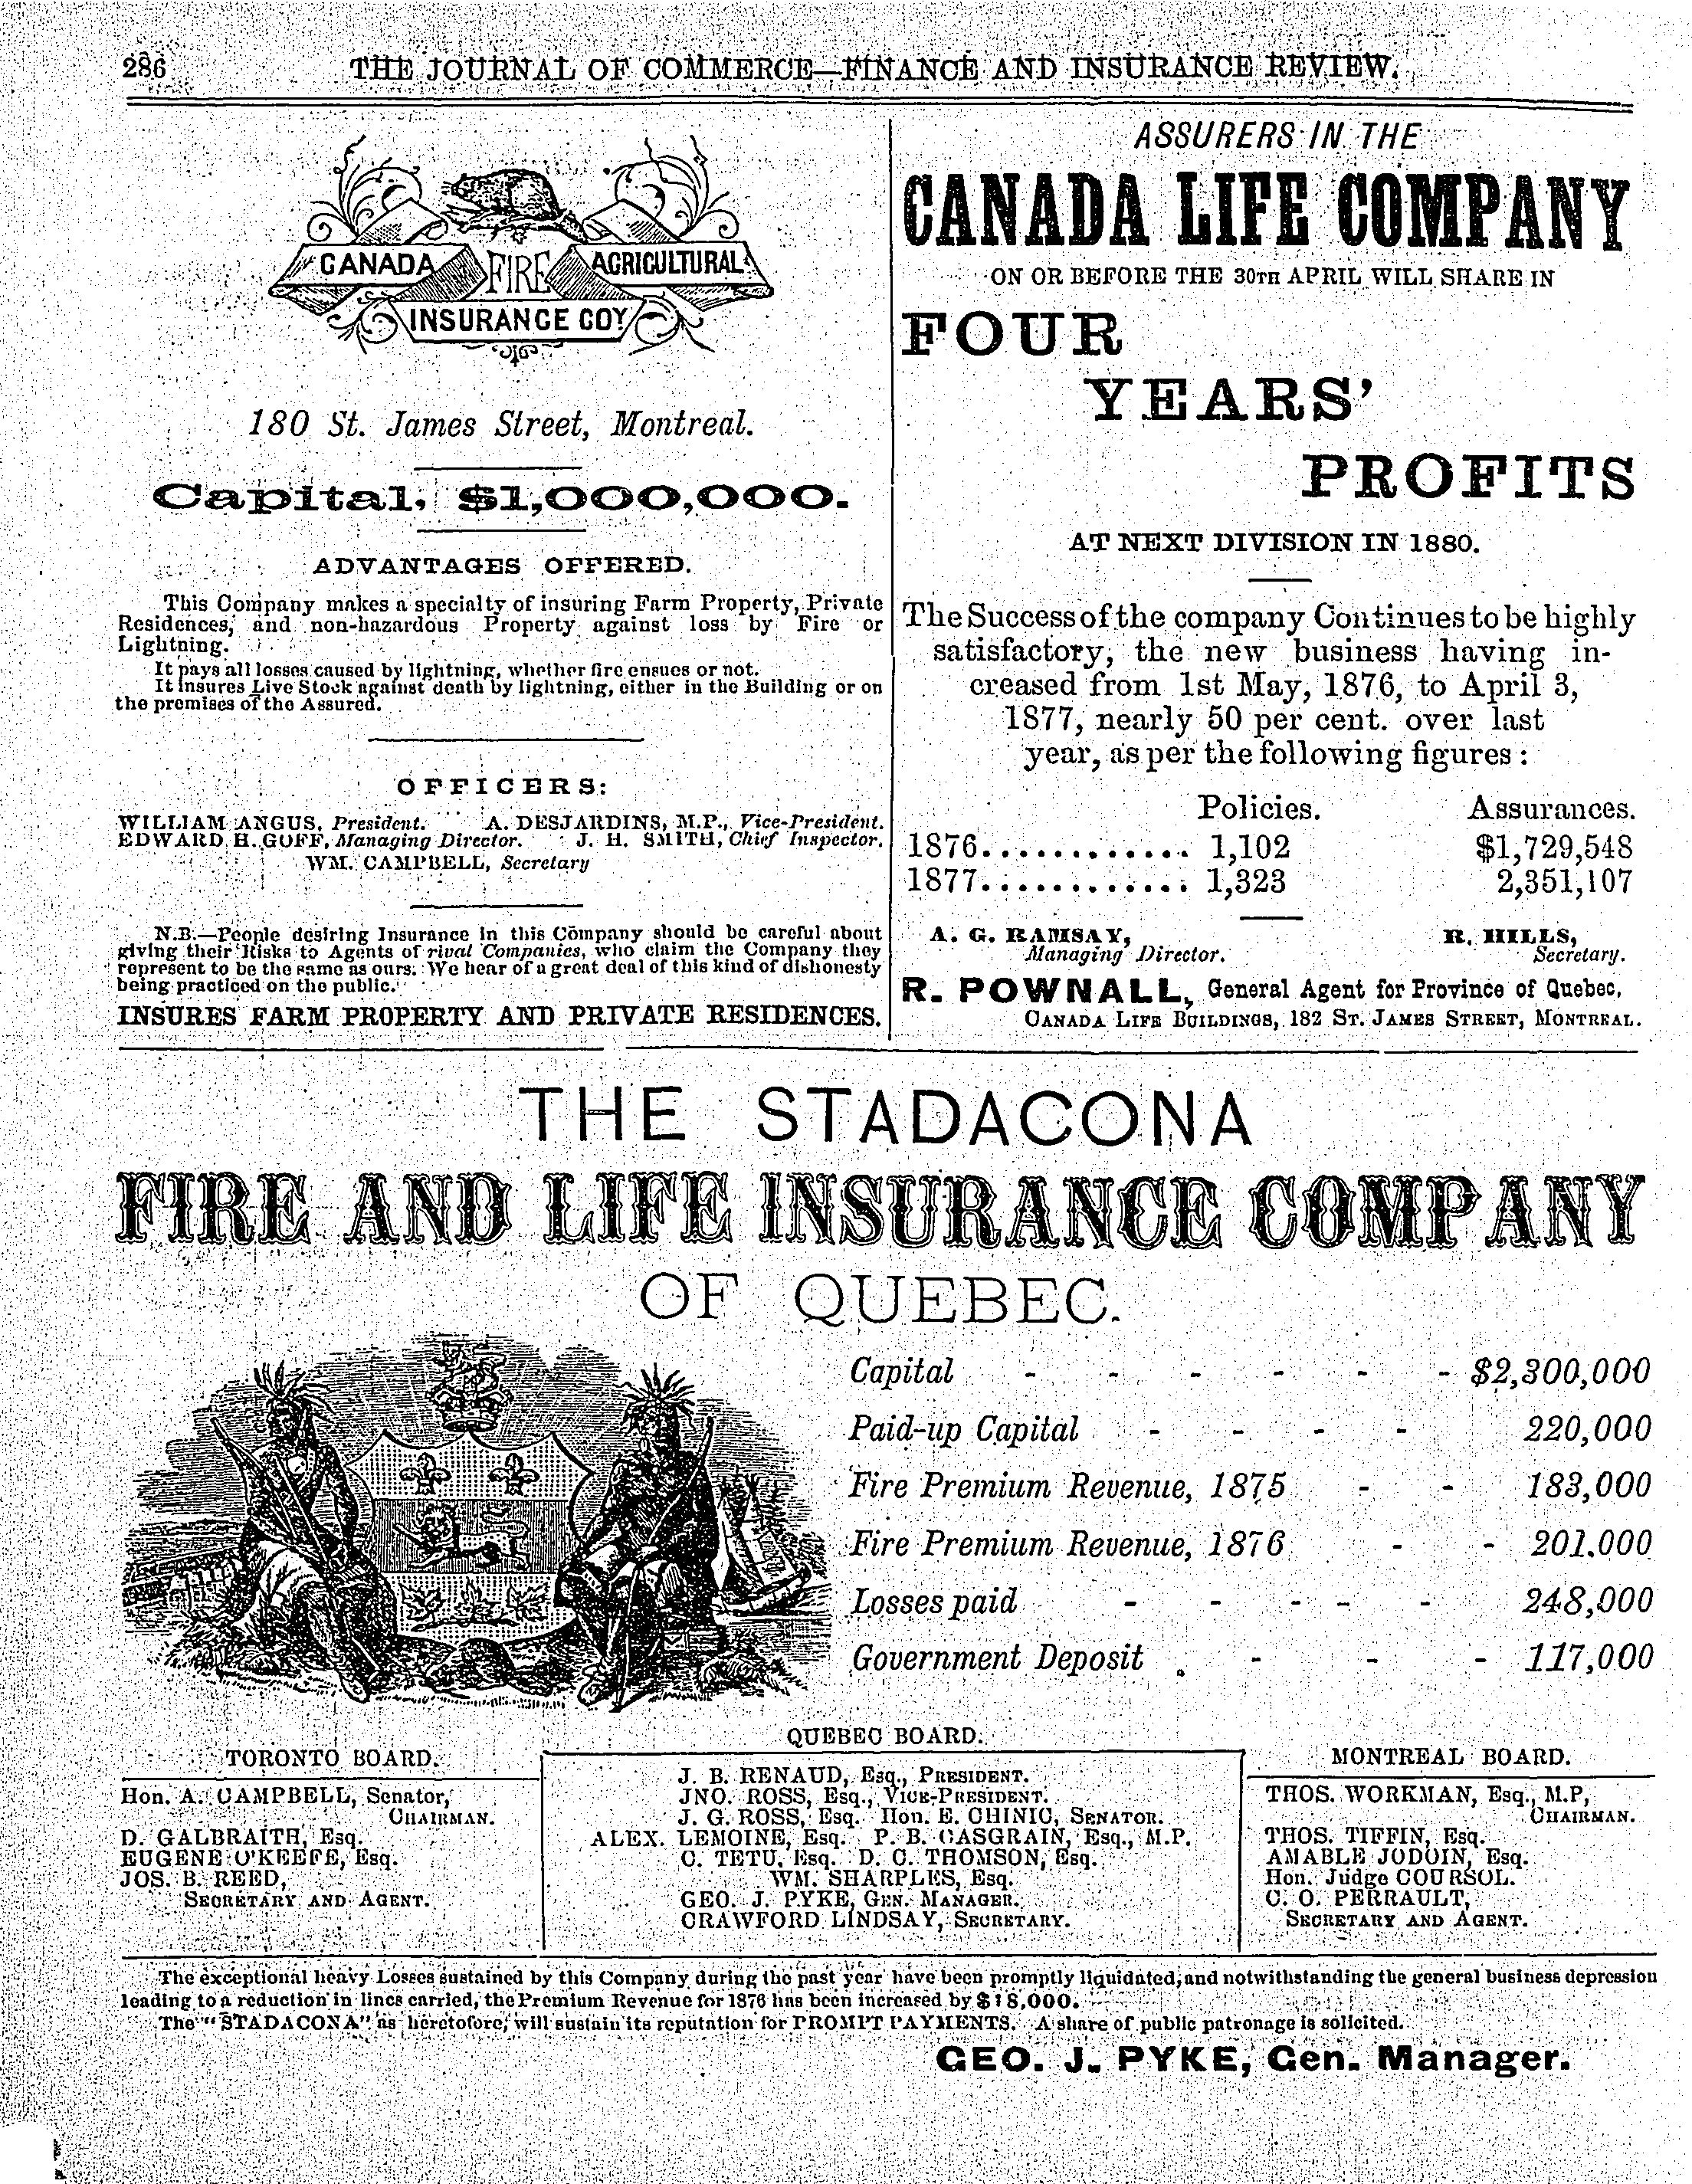 286
THE JOURNAL OF COMMERCE—FINANCE AND INSURANCE REVIEW.
CANADA FIRE AGRICULTURAL
INSURANCE COY
180 St. James Street, Montreal.
Capital, $1,000,000.
ADVANTAGES OFFERED.
This Company makes a specialty of insuring Farm Property, Private
Residences, and non-hazardous Property against loss by Fire or
Lightning.
It pays all losses caused by lightning, whether fire ensues or not.
It insures Live Stock against death by lightning, either in the Building or on
the premises of the Assured.
OFFICERS:
WILLIAM ANGUS, President. A. DESJARDINS, M.P., Vice-President.
EDWARD H. GOFF, Managing Director. J. H. SMITH, Chief Inspector.
WM. CAMPBELL, Secretary
N.B.—People desiring Insurance in this Company should be careful about
giving their Risks to Agents of rival Companies, who claim the Company they
represent to be the same as ours. We hear of a great deal of this kind of dishonesty
being practiced on the public.
INSURES FARM PROPERTY AND PRIVATE RESIDENCES.
ASSURERS IN THE
CANADA LIFE COMPANY
ON OR BEFORE THE 30TH APRIL WILL SHARE IN
FOUR
YEARS'
PROFITS
AT NEXT DIVISION IN 1880.
The Success of the company Continues to be highly
satisfactory, the new business having in-
creased from 1st May, 1876, to April 3,
1877, nearly 50 per cent. over last
year, as per the following figures:
Policies. Assurances.
1876............. 1,102 $1,729,548
1877............. 1,323 2,351,107
A. G. RAMSAY, R. HILLS,
Managing Director. Secretary.
R. POWNALL, General Agent for Province of Quebec,
CANADA LIFE BUILDINGS, 182 ST. JAMES STREET, MONTREAL.
THE STADACONA
FIRE AND LIFE INSURANCE COMPANY
OF QUEBEC.
Capital - - - - - - $2,300,000
Paid-up Capital - - - - 220,000
Fire Premium Revenue, 1875 - - 183,000
Fire Premium Revenue, 1876 - - 201.000
Losses paid - - - - - 248,000
Government Deposit . - - - 117,000
TORONTO BOARD.
Hon. A. CAMPBELL, Senator,
CHAIRMAN.
D. GALBRAITH, Esq.
EUGENE O'KEEFE, Esq.
JOS. B. REED,
SECRETARY AND AGENT.
QUEBEC BOARD.
J. B. RENAUD, Esq., PRESIDENT.
JNO. ROSS, Esq., VICE-PRESIDENT.
J. G. ROSS, Esq. Hon. E. CHINIC, SENATOR.
ALEX. LEMOINE, Esq. P. B. CASGRAIN, Esq., M.P.
C. TETU, Esq. D. C. THOMSON, Esq.
WM. SHARPLES, Esq.
GEO. J. PYKE, GEN. MANAGER.
CRAWFORD LINDSAY, SECRETARY.
MONTREAL BOARD.
THOS. WORKMAN, Esq., M.P,
CHAIRMAN.
THOS. TIFFIN, Esq.
AMABLE JODOIN, Esq.
Hon. Judge COURSOL.
C. O. PERRAULT,
SECRETARY AND AGENT.
The exceptional heavy Losses sustained by this Company during the past year have been promptly liquidated, and notwithstanding the general business depression
leading to a reduction in lines carried, the Premium Revenue for 1876 has been increased by $18,000.
The "STADACONA" as heretofore, will sustain its reputation for PROMPT PAYMENTS. A share of public patronage is solicited.
GEO. J. PYKE, Gen. Manager.